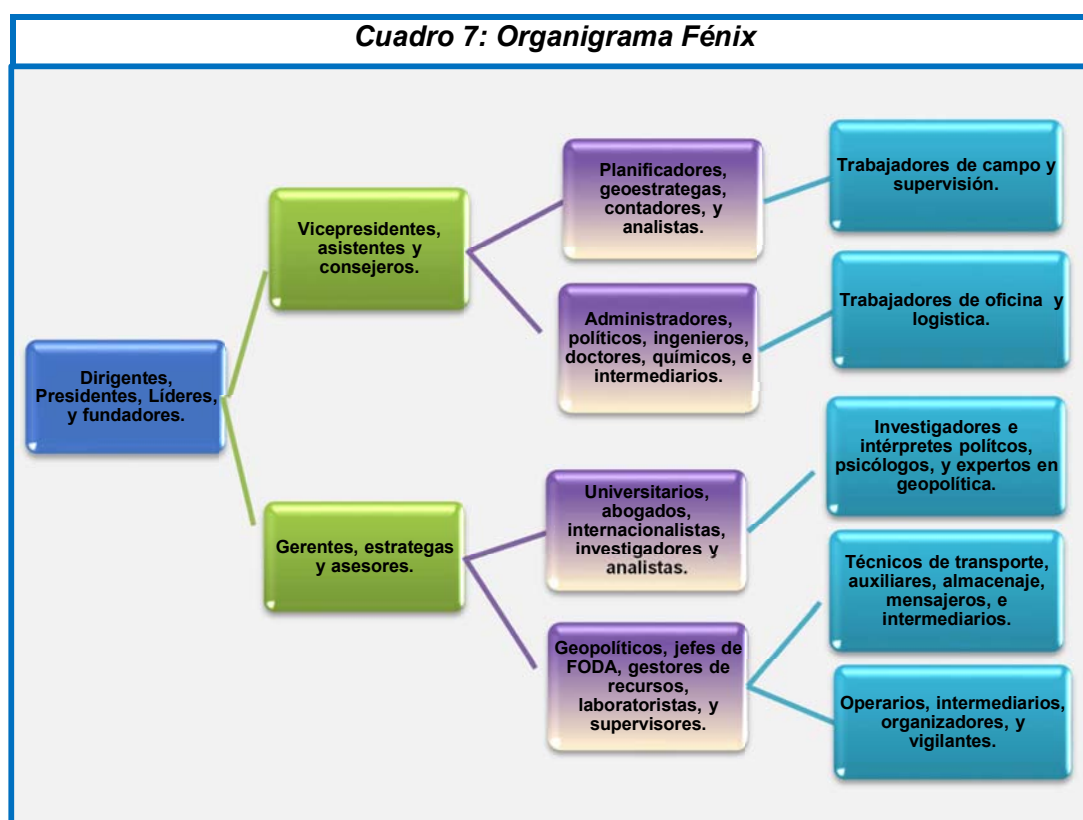 Cuadro 7: Organigrama Fénix
Dirigentes,
Presidentes, Líderes,
y fundadores.
Vicepresidentes,
asistentes y
consejeros.
Planificadores,
geoestrategas,
contadores, y
analistas.
Trabajadores de campo y
supervisión.
Administradores,
políticos, ingenieros,
doctores, químicos, e
intermediarios.
Trabajadores de oficina y
logistica.
Gerentes, estrategas
y asesores.
Universitarios,
abogados,
internacionalistas,
investigadores y
analistas.
Investigadores e
intérpretes polítcos,
psicólogos, y expertos en
geopolítica.
Geopolíticos, jefes de
FODA, gestores de
recursos,
laboratoristas, y
supervisores.
Técnicos de transporte,
auxiliares, almacenaje,
mensajeros, e
intermediarios.
Operarios, intermediarios,
organizadores, y
vigilantes.